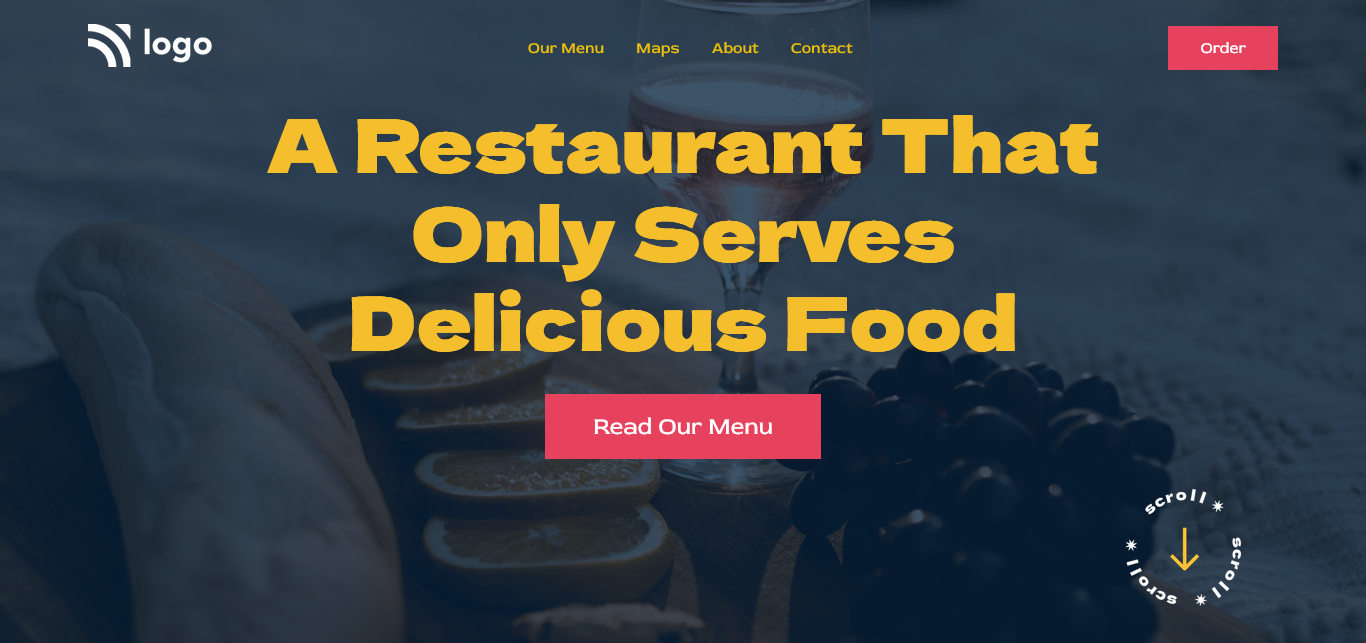 logo
Our Menu Maps About Contact
Order
A Restaurant That
Only Serves
Delicious Food
Read Our Menu
scroll ✷ scroll ✷ scroll ✷